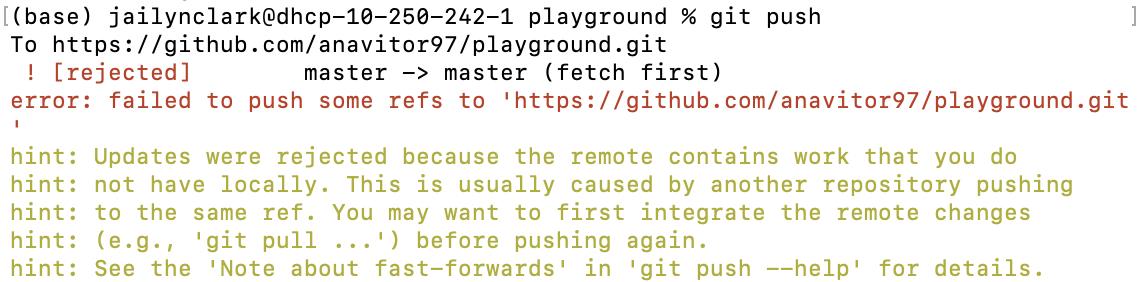 [(base) jailynclark@dhcp-10-250-242-1 playground % git push ]
To https://github.com/anavitor97/playground.git
 ! [rejected]        master -> master (fetch first)
error: failed to push some refs to 'https://github.com/anavitor97/playground.git
'
hint: Updates were rejected because the remote contains work that you do
hint: not have locally. This is usually caused by another repository pushing
hint: to the same ref. You may want to first integrate the remote changes
hint: (e.g., 'git pull ...') before pushing again.
hint: See the 'Note about fast-forwards' in 'git push --help' for details.